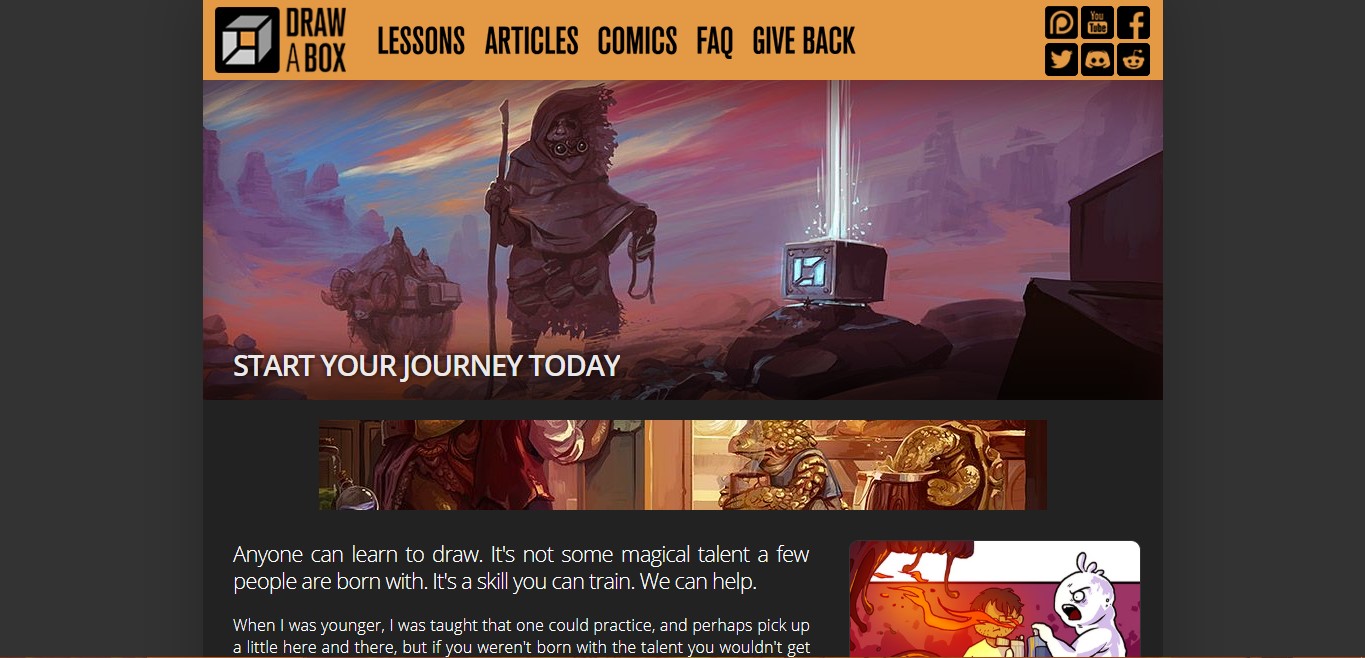 DRAW
A BOX
LESSONS ARTICLES COMICS FAQ GIVE BACK
You
Tube
START YOUR JOURNEY TODAY
Anyone can learn to draw. It's not some magical talent a few
people are born with. It's a skill you can train. We can help.
When I was younger, I was taught that one could practice, and perhaps pick up
a little here and there, but if you weren't born with the talent you wouldn't get